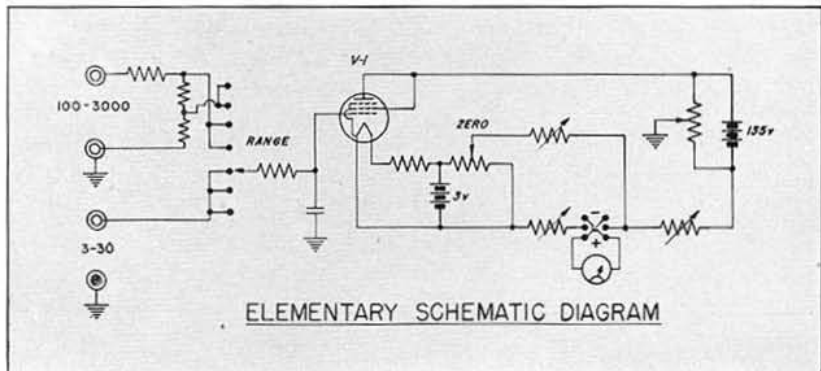 V-1
100-3000
RANGE
ZERO
135v
3v
3-30
-
+
ELEMENTARY SCHEMATIC DIAGRAM